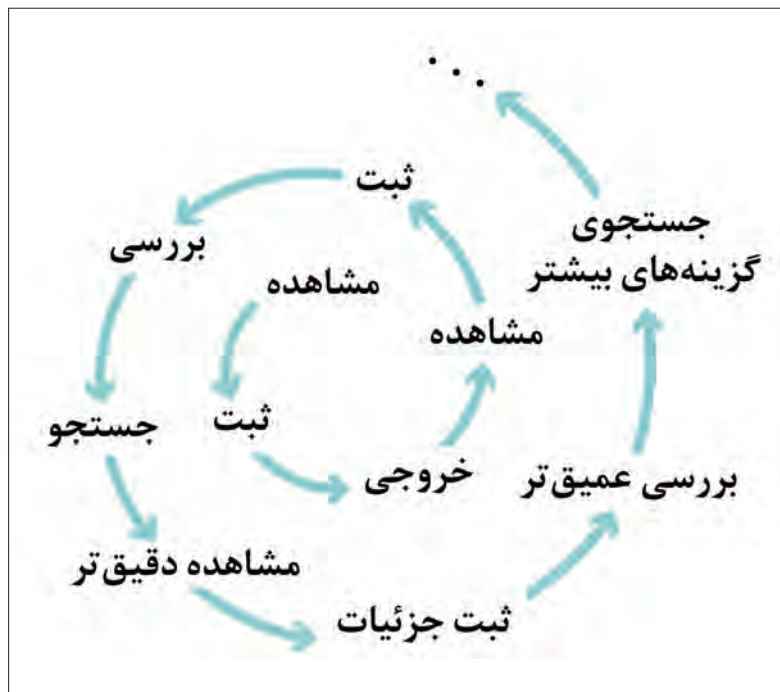 مشاهده
ثبت
خروجی
مشاهده
ثبت
بررسی
جستجو
مشاهده دقیق‌تر
ثبت جزئیات
بررسی عمیق‌تر
جستجوی
گزینه‌های بیشتر
...